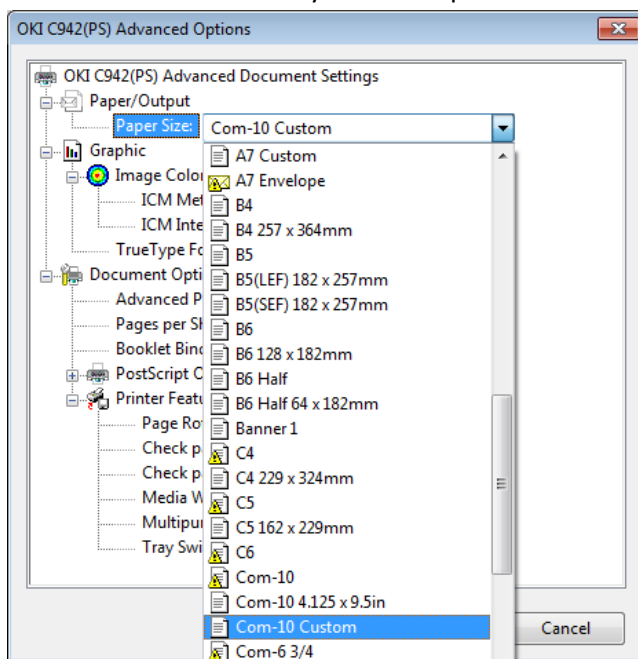 OKI C942(PS) Advanced Options
OKI C942(PS) Advanced Document Settings
Paper/Output
Paper Size: Com-10 Custom
Graphic
A7 Custom
Image Color
A7 Envelope
ICM Met
B4
ICM Inte
B4 257 x 364mm
TrueType Fo
B5
Document Opti
B5(LEF) 182 x 257mm
Advanced P
B5(SEF) 182 x 257mm
Pages per Sh
B6
Booklet Bind
B6 128 x 182mm
PostScript O
B6 Half
Printer Featu
B6 Half 64 x 182mm
Page Rot
Banner 1
Check p
C4
Check p
C4 229 x 324mm
Media W
C5
Multipur
C5 162 x 229mm
Tray Swi
C6
Com-10
Com-10 4.125 x 9.5in
Com-10 Custom
Cancel
Com-6 3/4